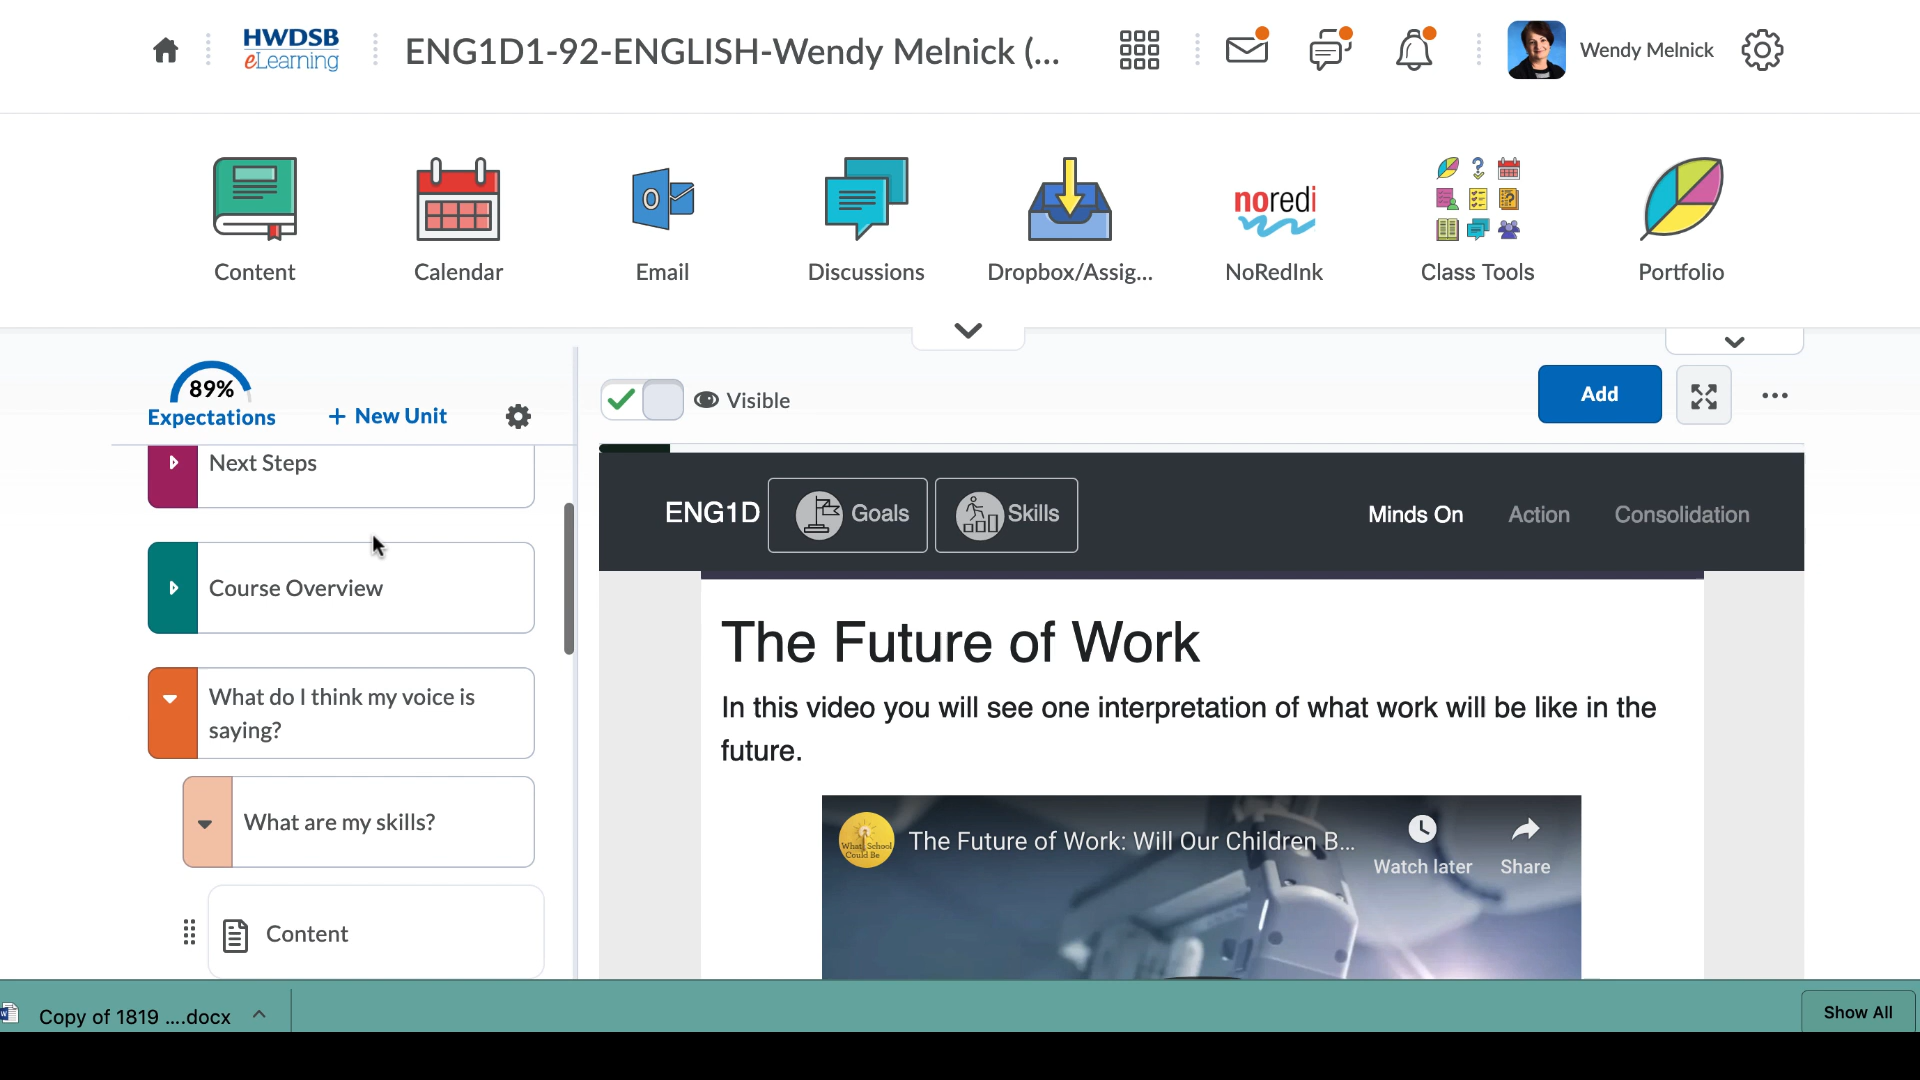 HWDSB
eLearning
ENG1D1-92-ENGLISH-Wendy Melnick (...
Wendy Melnick
Content
Calendar
Email
Discussions
Dropbox/Assig...
noredi
NoRedInk
Class Tools
Portfolio
89%
Expectations
+ New Unit
Visible
Add
Next Steps
Course Overview
What do I think my voice is
saying?
What are my skills?
Content
ENG1D
Goals
Skills
Minds On
Action
Consolidation
The Future of Work
In this video you will see one interpretation of what work will be like in the
future.
What School
Could Be
The Future of Work: Will Our Children B...
Watch later
Share
Copy of 1819 ....docx
Show All